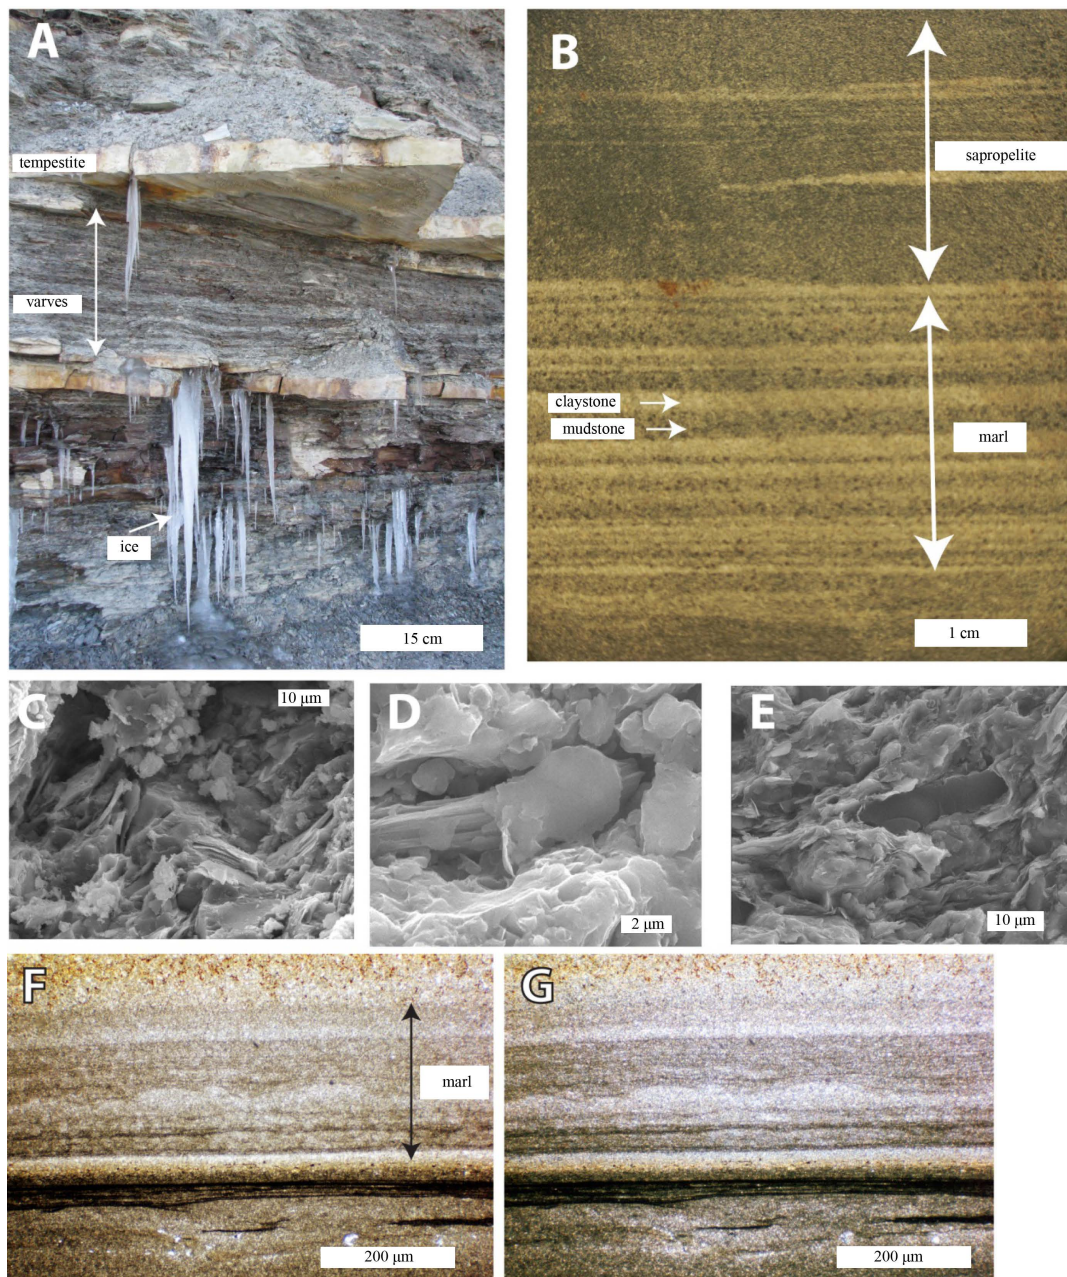 A
tempestite
varves
ice
15 cm
B
sapropelite
claystone
mudstone
marl
1 cm
C
10 µm
D
2 µm
E
10 µm
F
marl
200 µm
G
200 µm